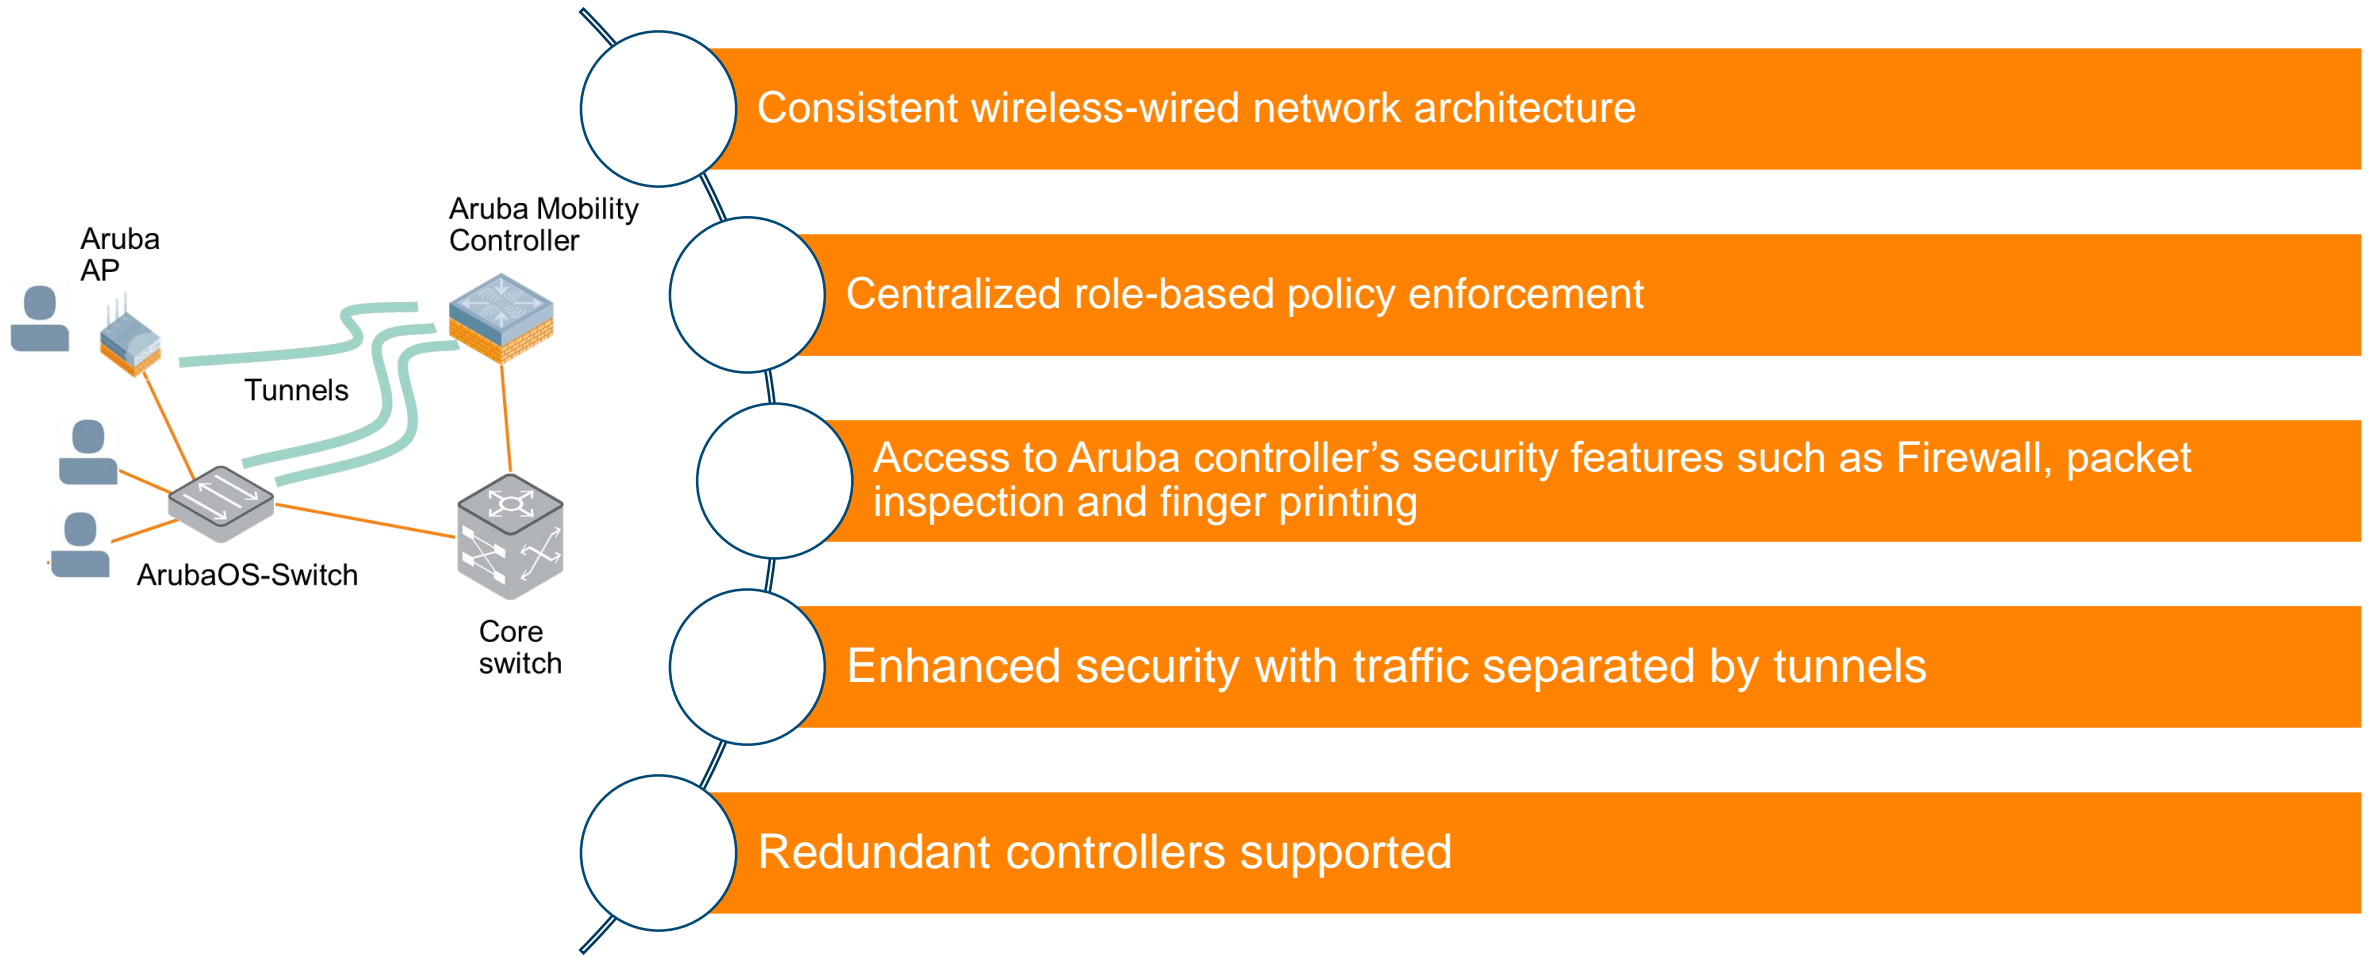 Aruba
AP
Aruba Mobility
Controller
Tunnels
ArubaOS-Switch
Core
switch
Consistent wireless-wired network architecture
Centralized role-based policy enforcement
Access to Aruba controller’s security features such as Firewall, packet
inspection and finger printing
Enhanced security with traffic separated by tunnels
Redundant controllers supported